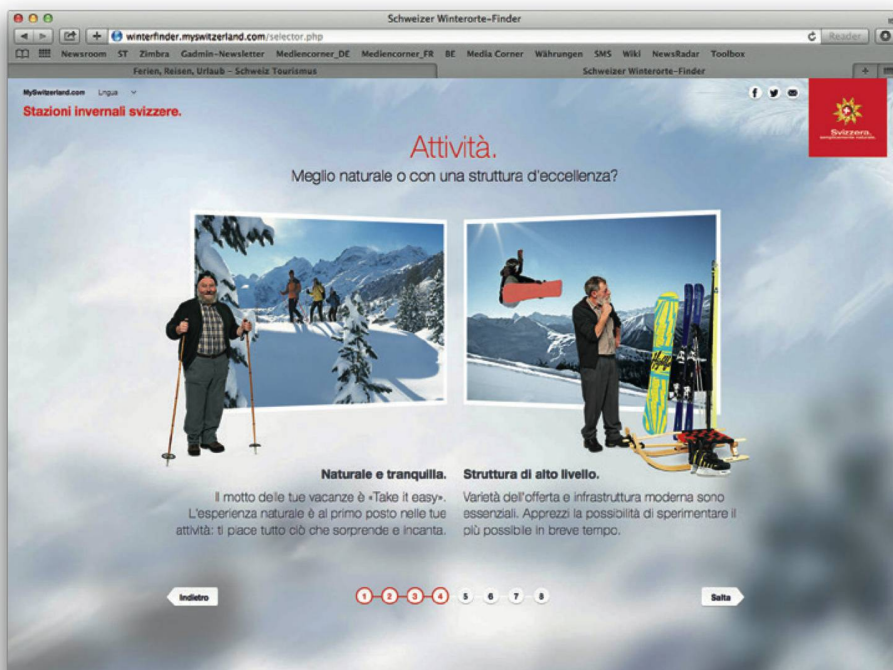 Schweizer Winterorte-Finder
winterfinder.myswitzerland.com/selector.php
Reader
Newsroom ST Zimbra Gadmin-Newsletter Mediencorner_DE Mediencorner_FR BE Media Corner Währungen SMS Wiki NewsRadar Toolbox
Ferien, Reisen, Urlaub – Schweiz Tourismus
Schweizer Winterorte-Finder
MySwitzerland.com Lingua
Stazioni invernali svizzere.
Svizzera.
semplicemente naturale.
Attività.
Meglio naturale o con una struttura d'eccellenza?
Naturale e tranquilla.
Il motto delle tue vacanze è «Take it easy».
L'esperienza naturale è al primo posto nelle tue
attività: ti piace tutto ciò che sorprende e incanta.
Struttura di alto livello.
Varietà dell'offerta e infrastruttura moderna sono
essenziali. Apprezzi la possibilità di sperimentare il
più possibile in breve tempo.
Indietro
1 2 3 4 5 6 7 8
Salta